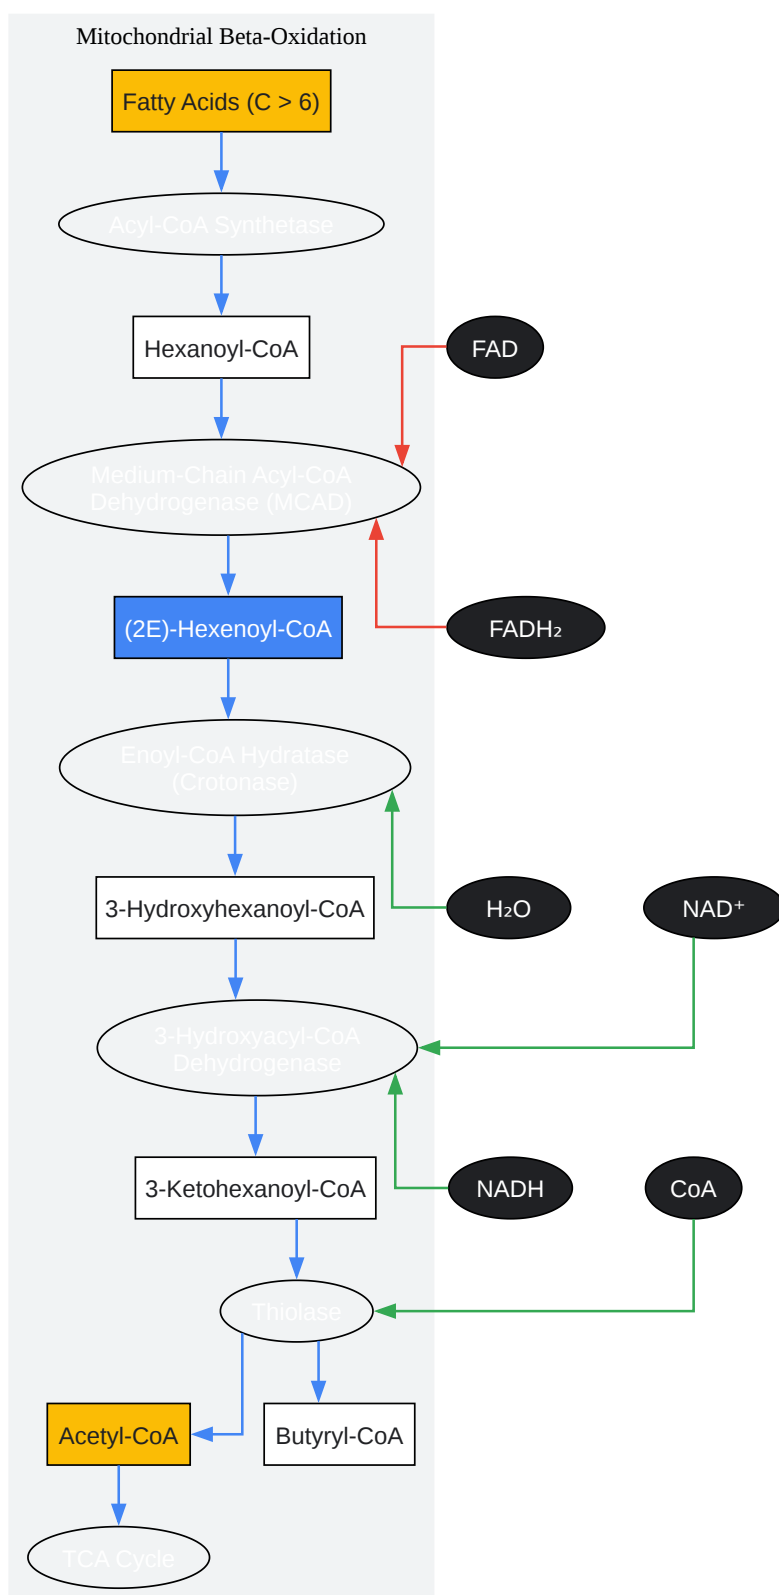 Mitochondrial Beta-Oxidation
Fatty Acids (C > 6)
Acyl-CoA Synthetase
Hexanoyl-CoA
FAD
Medium-Chain Acyl-CoA
Dehydrogenase (MCAD)
(2E)-Hexenoyl-CoA
FADH₂
Enoyl-CoA Hydratase
(Crotonase)
3-Hydroxyhexanoyl-CoA
H₂O
NAD⁺
3-Hydroxyacyl-CoA
Dehydrogenase
3-Ketohexanoyl-CoA
NADH
CoA
Thiolase
Acetyl-CoA
Butyryl-CoA
TCA Cycle